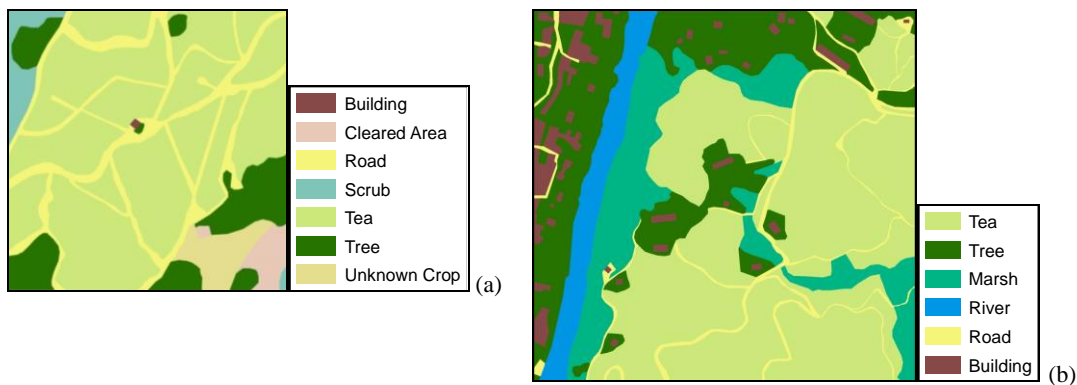 Building
Cleared Area
Road
Scrub
Tea
Tree
Unknown Crop
(a)
Tea
Tree
Marsh
River
Road
Building
(b)